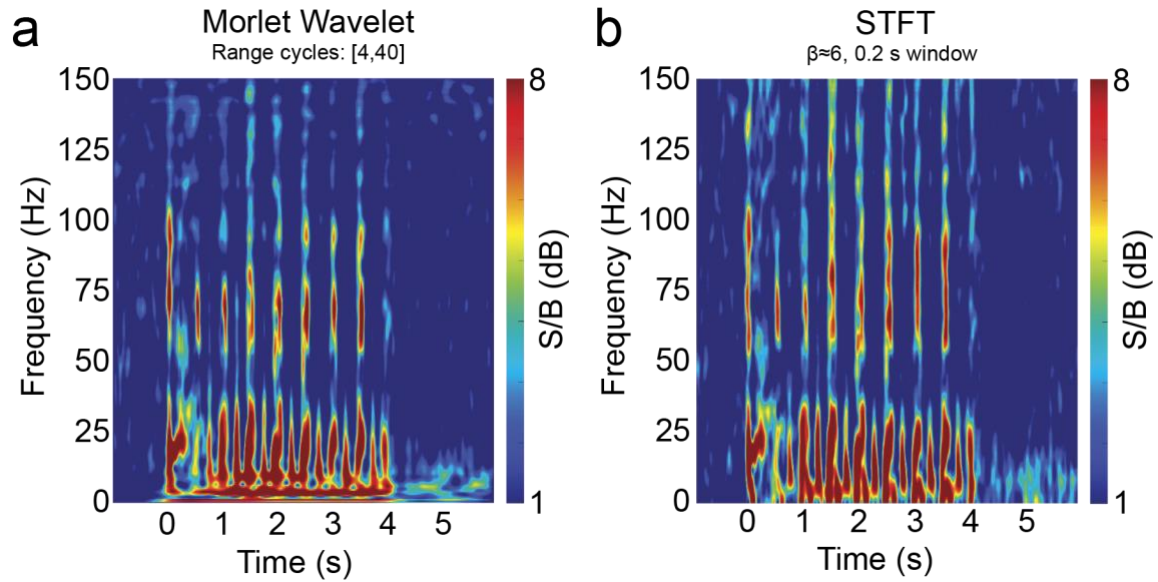 a
Morlet Wavelet
Range cycles: [4,40]
150
125
100
75
50
25
0
Frequency (Hz)
0 1 2 3 4 5
Time (s)
8
1
S/B (dB)
b
STFT
β≈6, 0.2 s window
150
125
100
75
50
25
0
Frequency (Hz)
0 1 2 3 4 5
Time (s)
8
1
S/B (dB)